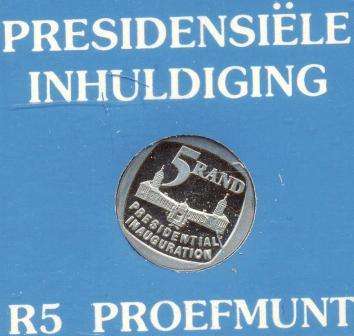 PRESIDENSIËLE
INHULDIGING
5 RAND
PRESIDENTIAL
INAUGURATION
R5 PROEFMUNT